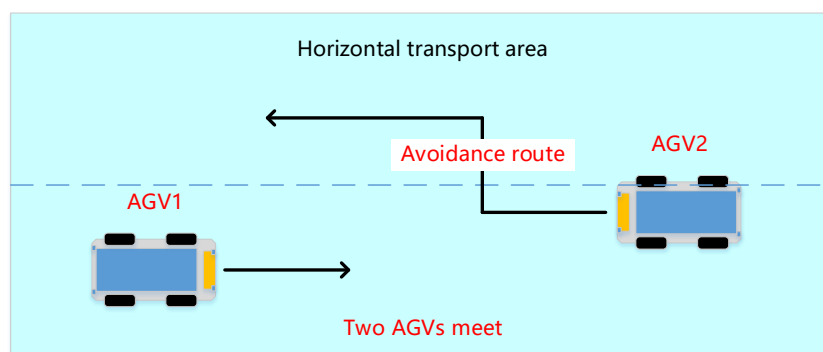 Horizontal transport area
Avoidance route
AGV2
AGV1
Two AGVs meet